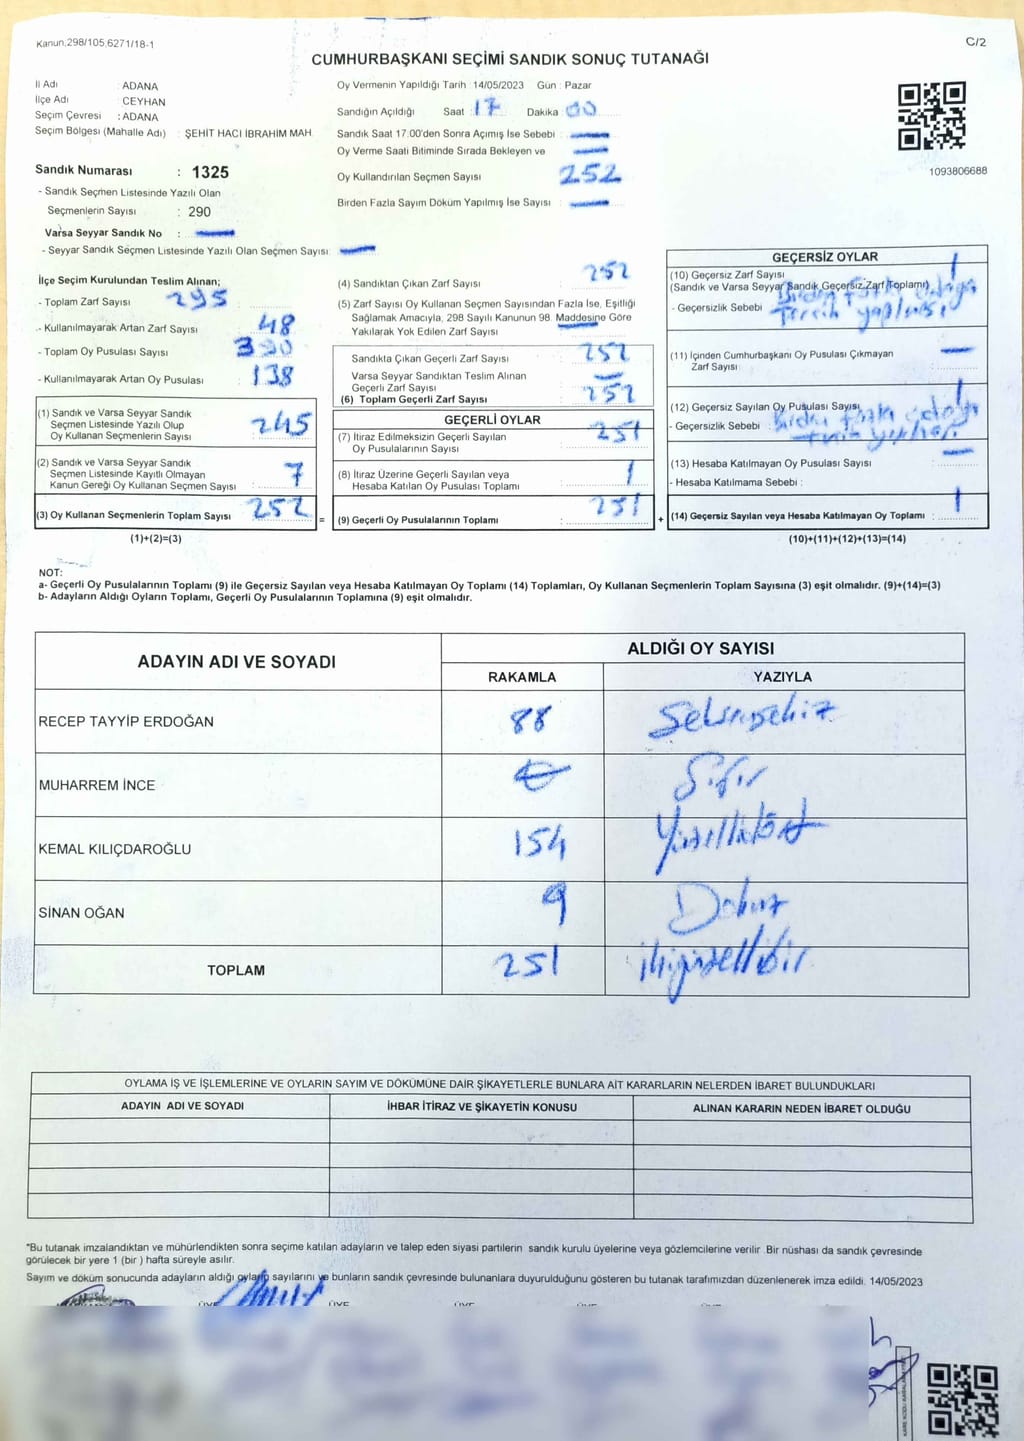 Kanun.298/105.6271/18-1
C/2
CUMHURBAŞKANI SEÇİMİ SANDIK SONUÇ TUTANAĞI
İl Adı : ADANA
İlçe Adı : CEYHAN
Seçim Çevresi : ADANA
Seçim Bölgesi (Mahalle Adı) : ŞEHİT HACI İBRAHİM MAH.
Oy Vermenin Yapıldığı Tarih : 14/05/2023 Gün : Pazar
Sandığın Açıldığı Saat : 17 Dakika : 00
Sandık Saat 17.00'den Sonra Açımış İse Sebebi :
Oy Verme Saati Bitiminde Sırada Bekleyen ve
Oy Kullandırılan Seçmen Sayısı 252
Birden Fazla Sayım Döküm Yapılmış İse Sayısı :
1093806688
Sandık Numarası : 1325
- Sandık Seçmen Listesinde Yazılı Olan
Seçmenlerin Sayısı : 290
Varsa Seyyar Sandık No :
- Seyyar Sandık Seçmen Listesinde Yazılı Olan Seçmen Sayısı:
İlçe Seçim Kurulundan Teslim Alınan;
- Toplam Zarf Sayısı 295
- Kullanılmayarak Artan Zarf Sayısı 48
- Toplam Oy Pusulası Sayısı
- Kullanılmayarak Artan Oy Pusulası : 138
(1) Sandık ve Varsa Seyyar Sandık
Seçmen Listesinde Yazılı Olup
Oy Kullanan Seçmenlerin Sayısı 245
(2) Sandık ve Varsa Seyyar Sandık
Seçmen Listesinde Kayıtlı Olmayan
Kanun Gereği Oy Kullanan Seçmen Sayısı : 7
(3) Oy Kullanan Seçmenlerin Toplam Sayısı : 252 =
(1)+(2)=(3)
(4) Sandıktan Çıkan Zarf Sayısı : 252
(5) Zarf Sayısı Oy Kullanan Seçmen Sayısından Fazla İse, Eşitliği
Sağlamak Amacıyla, 298 Sayılı Kanunun 98. Maddesine Göre
Yakılarak Yok Edilen Zarf Sayısı :
Sandıkta Çıkan Geçerli Zarf Sayısı : 252
Varsa Seyyar Sandıktan Teslim Alınan
Geçerli Zarf Sayısı
(6) Toplam Geçerli Zarf Sayısı : 252
GEÇERLİ OYLAR
(7) İtiraz Edilmeksizin Geçerli Sayılan
Oy Pusulalarının Sayısı : 251
(8) İtiraz Üzerine Geçerli Sayılan veya
Hesaba Katılan Oy Pusulası Toplamı : 1
(9) Geçerli Oy Pusulalarının Toplamı : 251 +
GEÇERSİZ OYLAR
(10) Geçersiz Zarf Sayısı : 1
(Sandık ve Varsa Seyyar Sandık Geçersiz Zarf Toplamı)
- Geçersizlik Sebebi : Birden fazla adaya
Tercih yapılması
(11) İçinden Cumhurbaşkanı Oy Pusulası Çıkmayan
Zarf Sayısı :
(12) Geçersiz Sayılan Oy Pusulası Sayısı 1
- Geçersizlik Sebebi : Birden fazla adaya
(13) Hesaba Katılmayan Oy Pusulası Sayısı :
- Hesaba Katılmama Sebebi :
(14) Geçersiz Sayılan veya Hesaba Katılmayan Oy Toplamı : 1
(10)+(11)+(12)+(13)=(14)
NOT:
a- Geçerli Oy Pusulalarının Toplamı (9) ile Geçersiz Sayılan veya Hesaba Katılmayan Oy Toplamı (14) Toplamları, Oy Kullanan Seçmenlerin Toplam Sayısına (3) eşit olmalıdır. (9)+(14)=(3)
b- Adayların Aldığı Oyların Toplamı, Geçerli Oy Pusulalarının Toplamına (9) eşit olmalıdır.
ADAYIN ADI VE SOYADI ALDIĞI OY SAYISI
RAKAMLA YAZIYLA
RECEP TAYYİP ERDOĞAN 88 Seksensekiz
MUHARREM İNCE 0 Sıfır
KEMAL KILIÇDAROĞLU 154 Yüzellidört
SİNAN OĞAN 9 Dokuz
TOPLAM 251 ikiyüzellibir
OYLAMA İŞ VE İŞLEMLERİNE VE OYLARIN SAYIM VE DÖKÜMÜNE DAİR ŞİKAYETLERLE BUNLARA AİT KARARLARIN NELERDEN İBARET BULUNDUKLARI
ADAYIN ADI VE SOYADI İHBAR İTİRAZ VE ŞİKAYETİN KONUSU ALINAN KARARIN NEDEN İBARET OLDUĞU
*Bu tutanak imzalandıktan ve mühürlendikten sonra seçime katılan adayların ve talep eden siyasi partilerin sandık kurulu üyelerine veya gözlemcilerine verilir. Bir nüshası da sandık çevresinde
görülecek bir yere 1 (bir ) hafta süreyle asılır.
Sayım ve döküm sonucunda adayların aldığı oyların sayılarını ve bunların sandık çevresinde bulunanlara duyurulduğunu gösteren bu tutanak tarafımızdan düzenlenerek imza edildi. 14/05/2023
ÜYE ÜYE ÜYE ÜYE ÜYE ÜYE